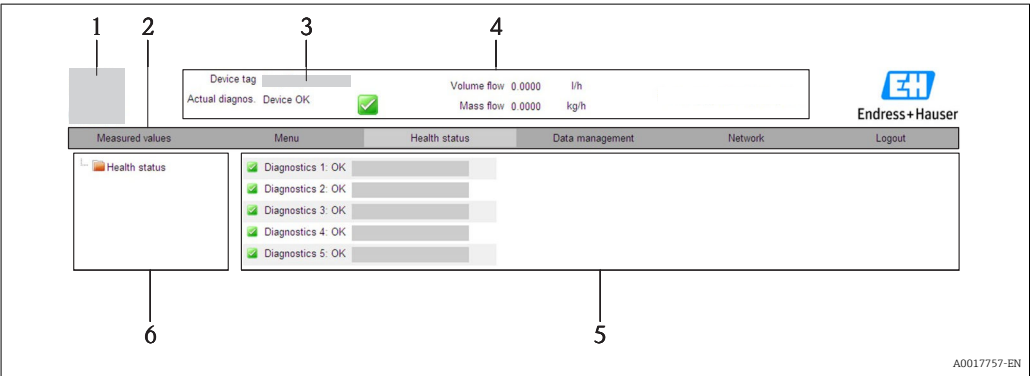 1 2 3 4
Device tag Volume flow 0.0000 l/h
Actual diagnos. Device OK Mass flow 0.0000 kg/h
EH
Endress+Hauser
Measured values Menu Health status Data management Network Logout
Health status
Diagnostics 1: OK
Diagnostics 2: OK
Diagnostics 3: OK
Diagnostics 4: OK
Diagnostics 5: OK
6 5
A0017757-EN